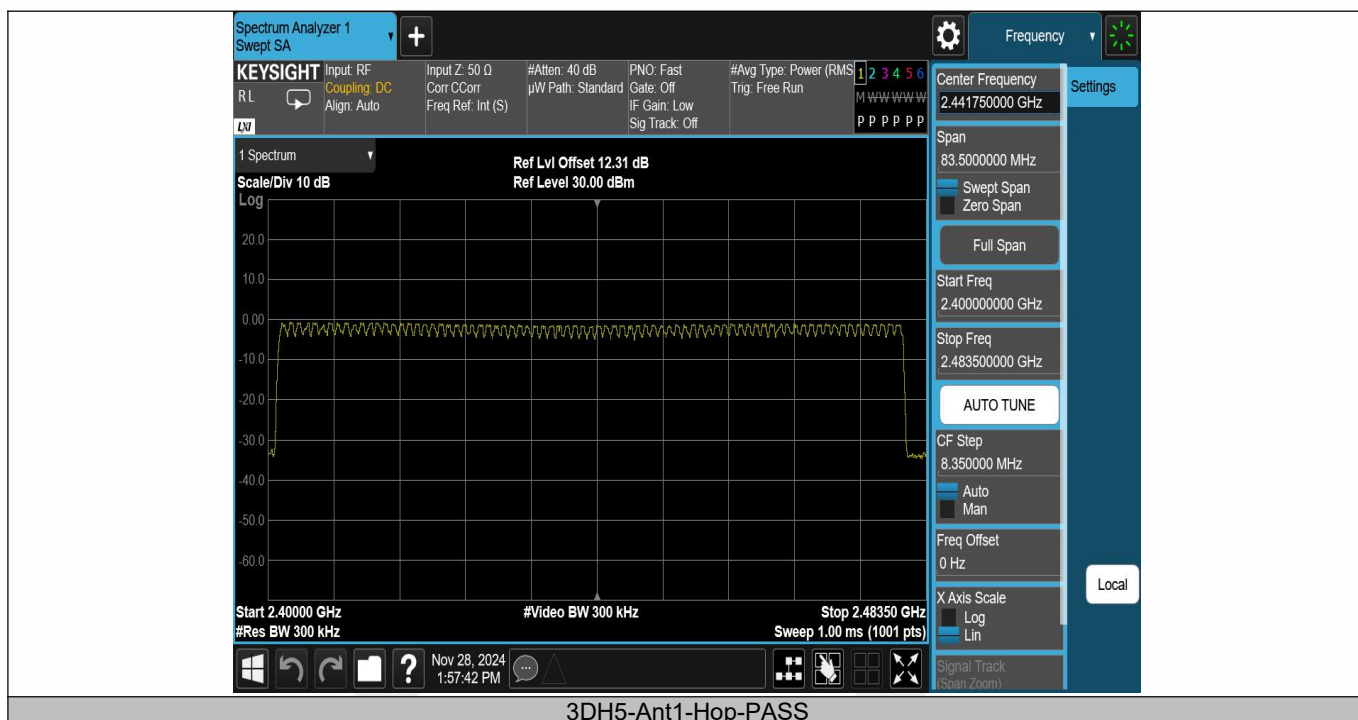 Spectrum Analyzer 1
Swept SA
+
Frequency
KEYSIGHT
RL
LXI
Input: RF
Coupling: DC
Align: Auto
Input Z: 50 Ω
Corr CCorr
Freq Ref: Int (S)
#Atten: 40 dB
µW Path: Standard
PNO: Fast
Gate: Off
IF Gain: Low
Sig Track: Off
#Avg Type: Power (RMS
Trig: Free Run
1 2 3 4 5 6
M W W W W W
P P P P P P
1 Spectrum
Scale/Div 10 dB
Log
Ref Lvl Offset 12.31 dB
Ref Level 30.00 dBm
20.0
10.0
0.00
-10.0
-20.0
-30.0
-40.0
-50.0
-60.0
Start 2.40000 GHz
#Res BW 300 kHz
#Video BW 300 kHz
Stop 2.48350 GHz
Sweep 1.00 ms (1001 pts)
?
Nov 28, 2024
1:57:42 PM
Center Frequency
2.441750000 GHz
Settings
Span
83.5000000 MHz
Swept Span
Zero Span
Full Span
Start Freq
2.400000000 GHz
Stop Freq
2.483500000 GHz
AUTO TUNE
CF Step
8.350000 MHz
Auto
Man
Freq Offset
0 Hz
X Axis Scale
Log
Lin
Local
Signal Track
(Span Zoom)
3DH5-Ant1-Hop-PASS